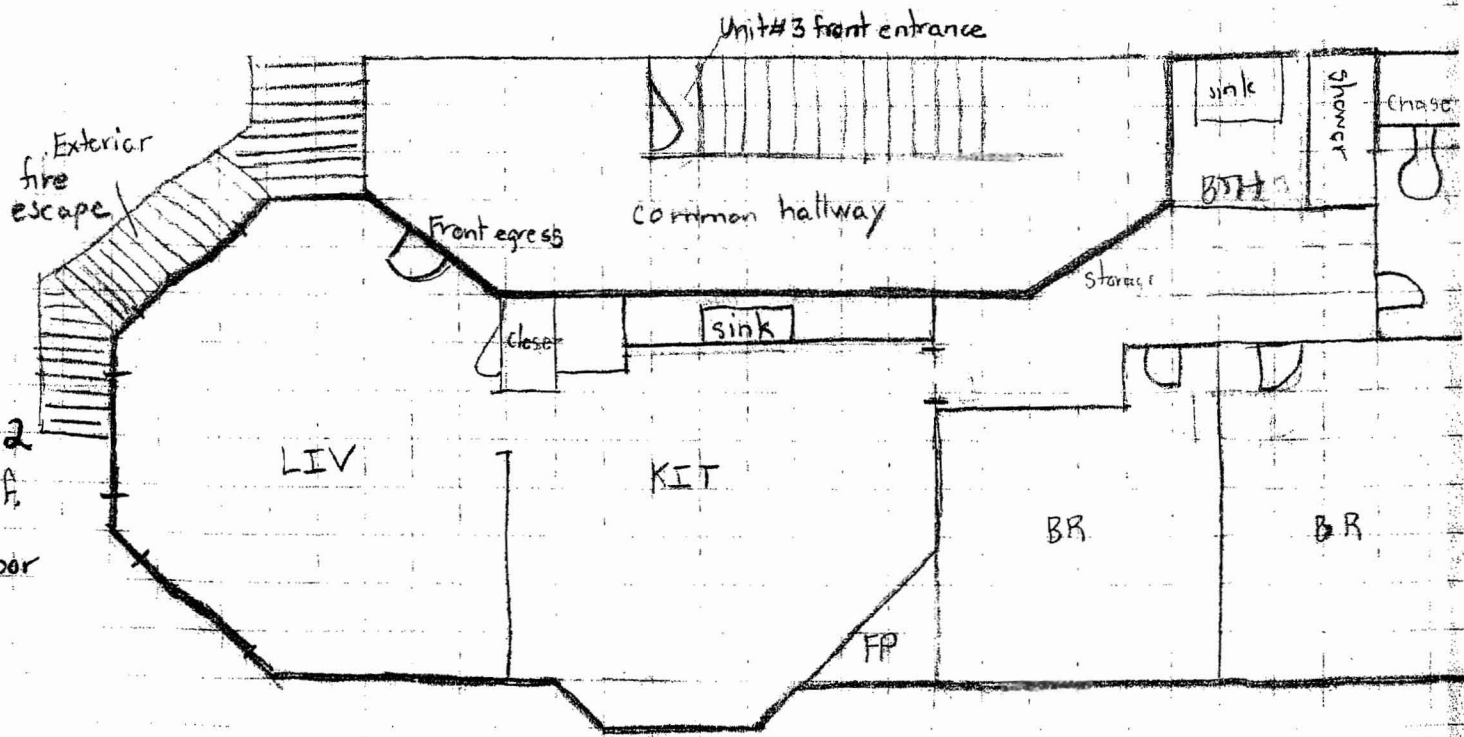 Unit#3 front entrance
sink
shower
Chase
Exterior
fire
escape
BTH
common hallway
Front egress
storage
sink
close
2
LIV
KIT
BR
BR
FP